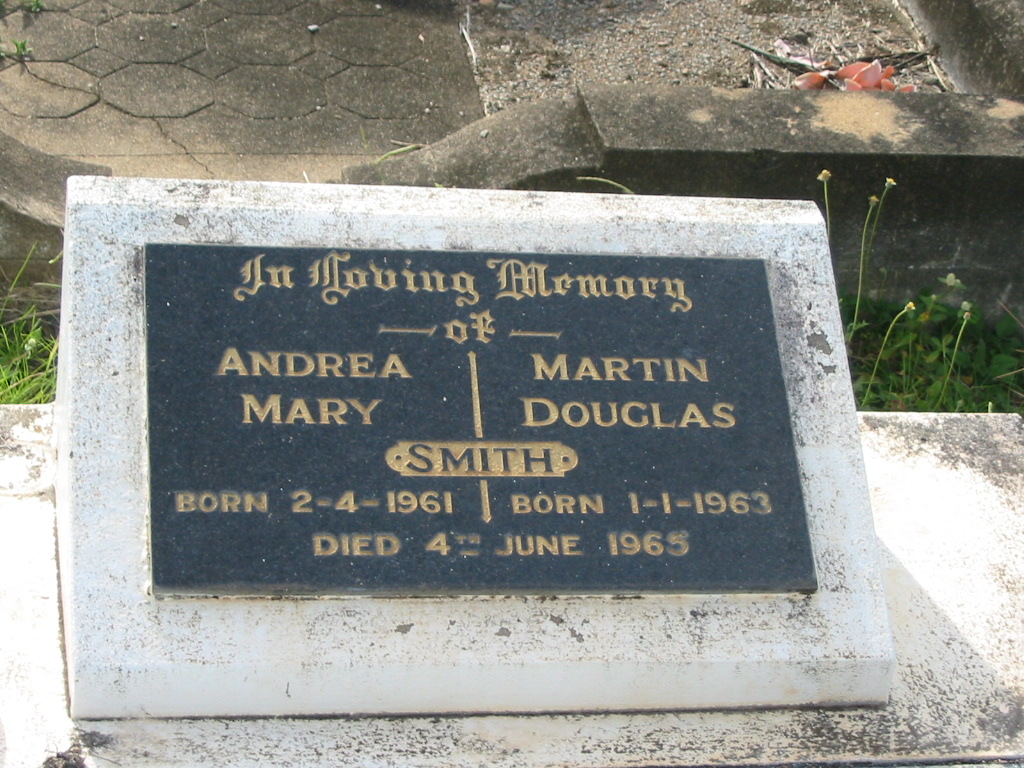 In Loving Memory
— of —
ANDREA MARTIN
MARY DOUGLAS
SMITH
BORN 2-4-1961 BORN 1-1-1963
DIED 4TH JUNE 1965